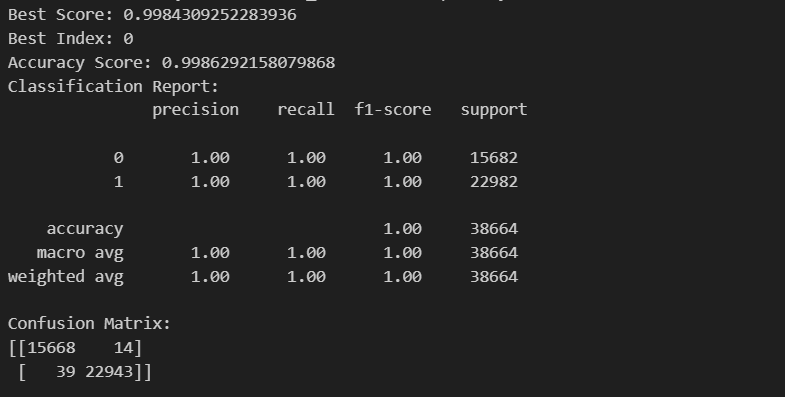 Best Score: 0.9984309252283936
Best Index: 0
Accuracy Score: 0.9986292158079868
Classification Report:
precision recall f1-score support
0 1.00 1.00 1.00 15682
1 1.00 1.00 1.00 22982
accuracy 1.00 38664
macro avg 1.00 1.00 1.00 38664
weighted avg 1.00 1.00 1.00 38664
Confusion Matrix:
[[15668 14]
[ 39 22943]]